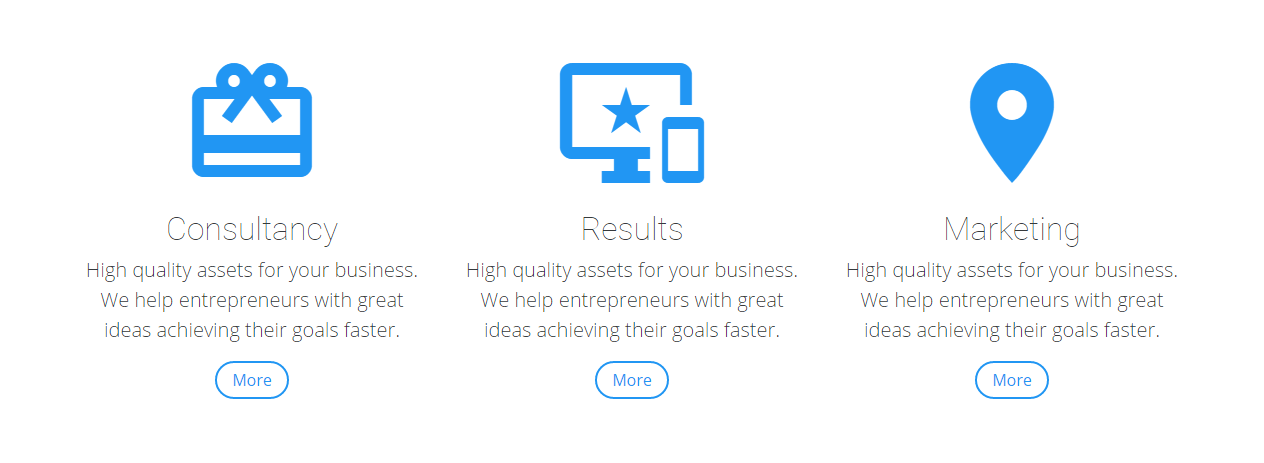 Consultancy
High quality assets for your business.
We help entrepreneurs with great
ideas achieving their goals faster.
More
Results
High quality assets for your business.
We help entrepreneurs with great
ideas achieving their goals faster.
More
Marketing
High quality assets for your business.
We help entrepreneurs with great
ideas achieving their goals faster.
More